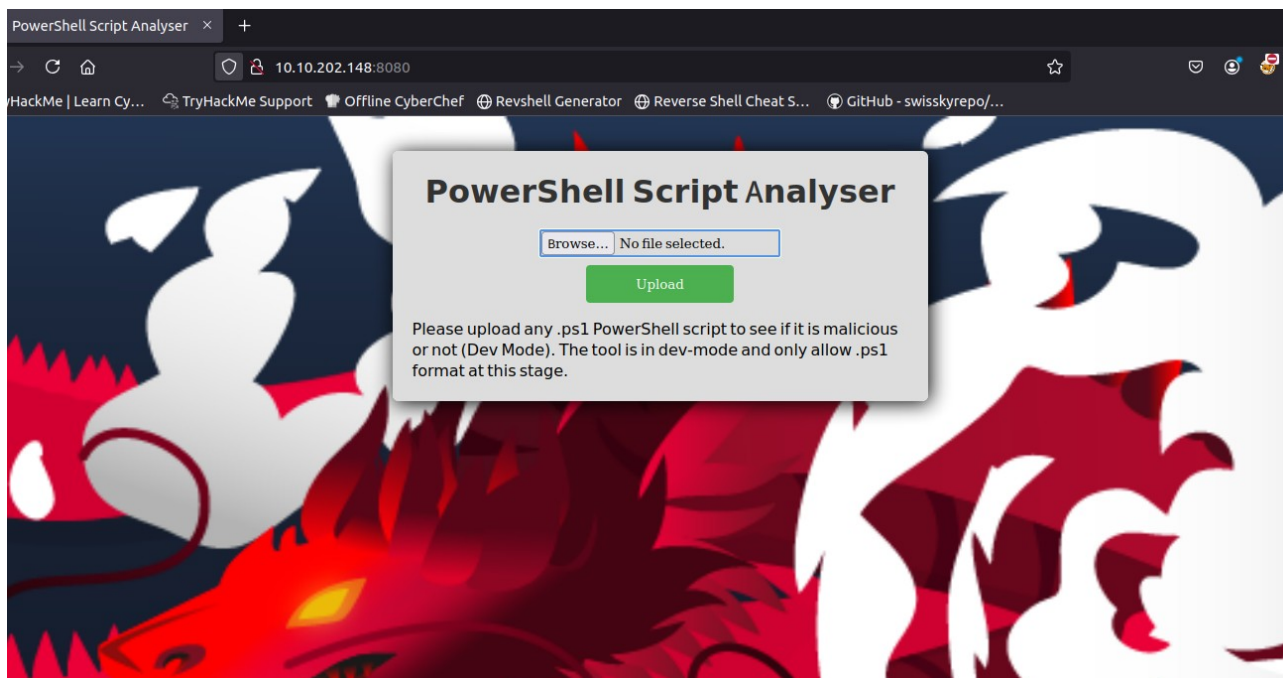 PowerShell Script Analyser
10.10.202.148:8080
yHackMe | Learn Cy... TryHackMe Support Offline CyberChef Revshell Generator Reverse Shell Cheat S... GitHub - swisskyrepo/...
PowerShell Script Analyser
Browse... No file selected.
Upload
Please upload any .ps1 PowerShell script to see if it is malicious
or not (Dev Mode). The tool is in dev-mode and only allow .ps1
format at this stage.